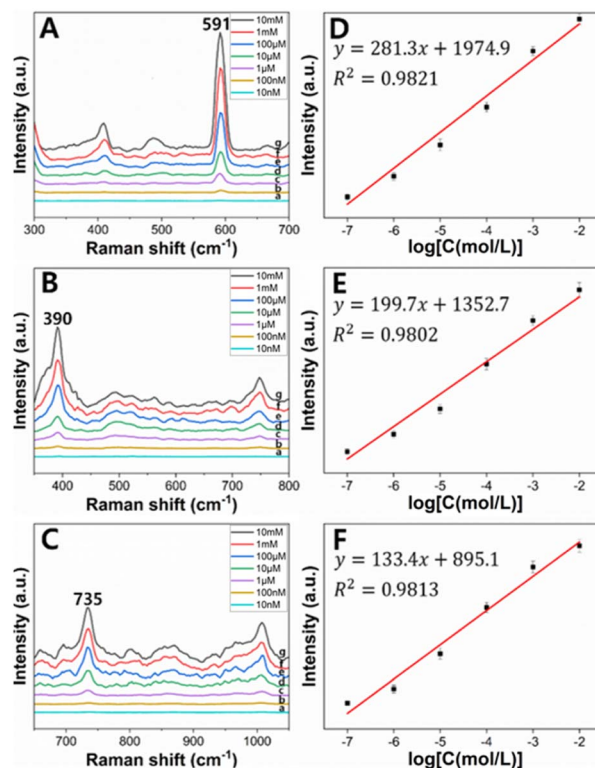 A
591
10mM
1mM
100μM
10μM
1μM
100nM
10nM
g
f
e
d
c
b
a
Intensity (a.u.)
300 400 500 600 700
Raman shift (cm⁻¹)
D
y = 281.3x + 1974.9
R² = 0.9821
Intensity (a.u.)
-7 -6 -5 -4 -3 -2
log[C(mol/L)]
B
390
10mM
1mM
100μM
10μM
1μM
100nM
10nM
g
f
e
d
c
b
a
Intensity (a.u.)
400 500 600 700 800
Raman shift (cm⁻¹)
E
y = 199.7x + 1352.7
R² = 0.9802
Intensity (a.u.)
-7 -6 -5 -4 -3 -2
log[C(mol/L)]
C
735
10mM
1mM
100μM
10μM
1μM
100nM
10nM
g
f
e
d
c
b
a
Intensity (a.u.)
700 800 900 1000
Raman shift (cm⁻¹)
F
y = 133.4x + 895.1
R² = 0.9813
Intensity (a.u.)
-7 -6 -5 -4 -3 -2
log[C(mol/L)]